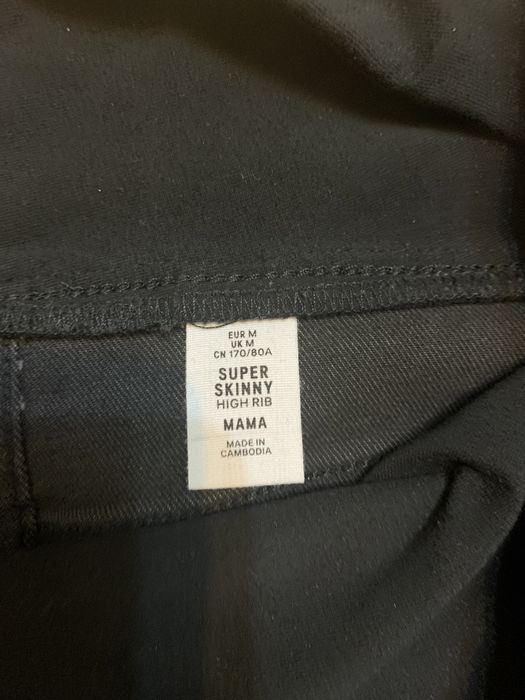 EUR M
UK M
CN 170/80A
SUPER
SKINNY
HIGH RIB
MAMA
MADE IN
CAMBODIA